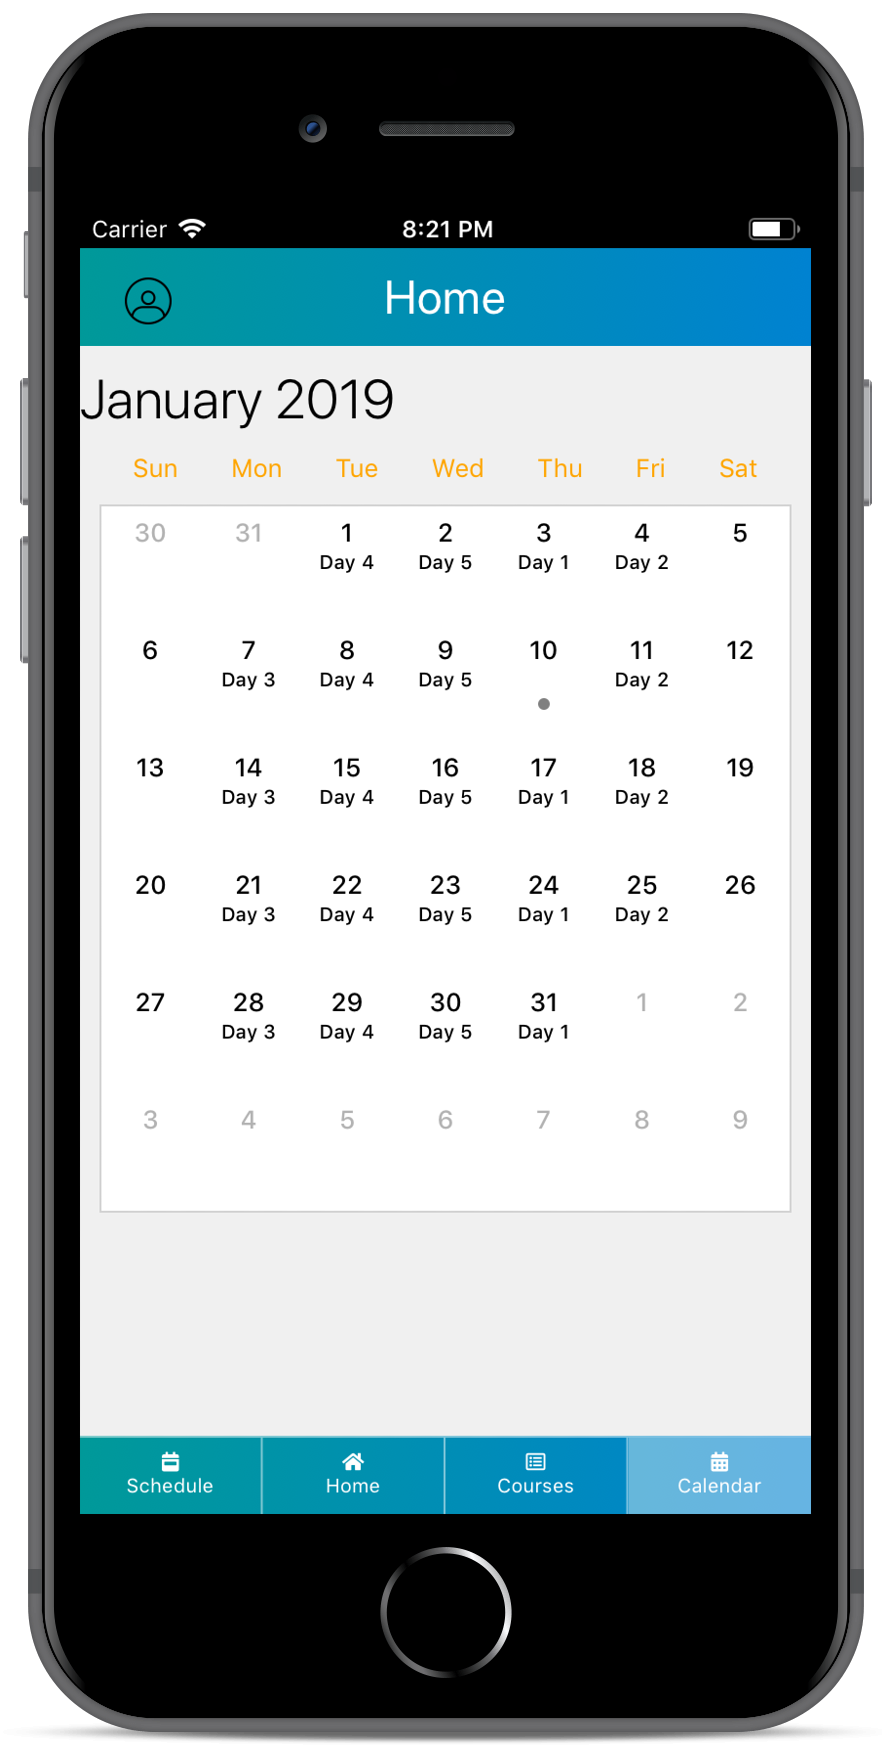 Carrier 8:21 PM
Home
January 2019
Sun Mon Tue Wed Thu Fri Sat
30 31 1 2 3 4 5
Day 4 Day 5 Day 1 Day 2
6 7 8 9 10 11 12
Day 3 Day 4 Day 5 Day 2
13 14 15 16 17 18 19
Day 3 Day 4 Day 5 Day 1 Day 2
20 21 22 23 24 25 26
Day 3 Day 4 Day 5 Day 1 Day 2
27 28 29 30 31 1 2
Day 3 Day 4 Day 5 Day 1
3 4 5 6 7 8 9
Schedule Home Courses Calendar